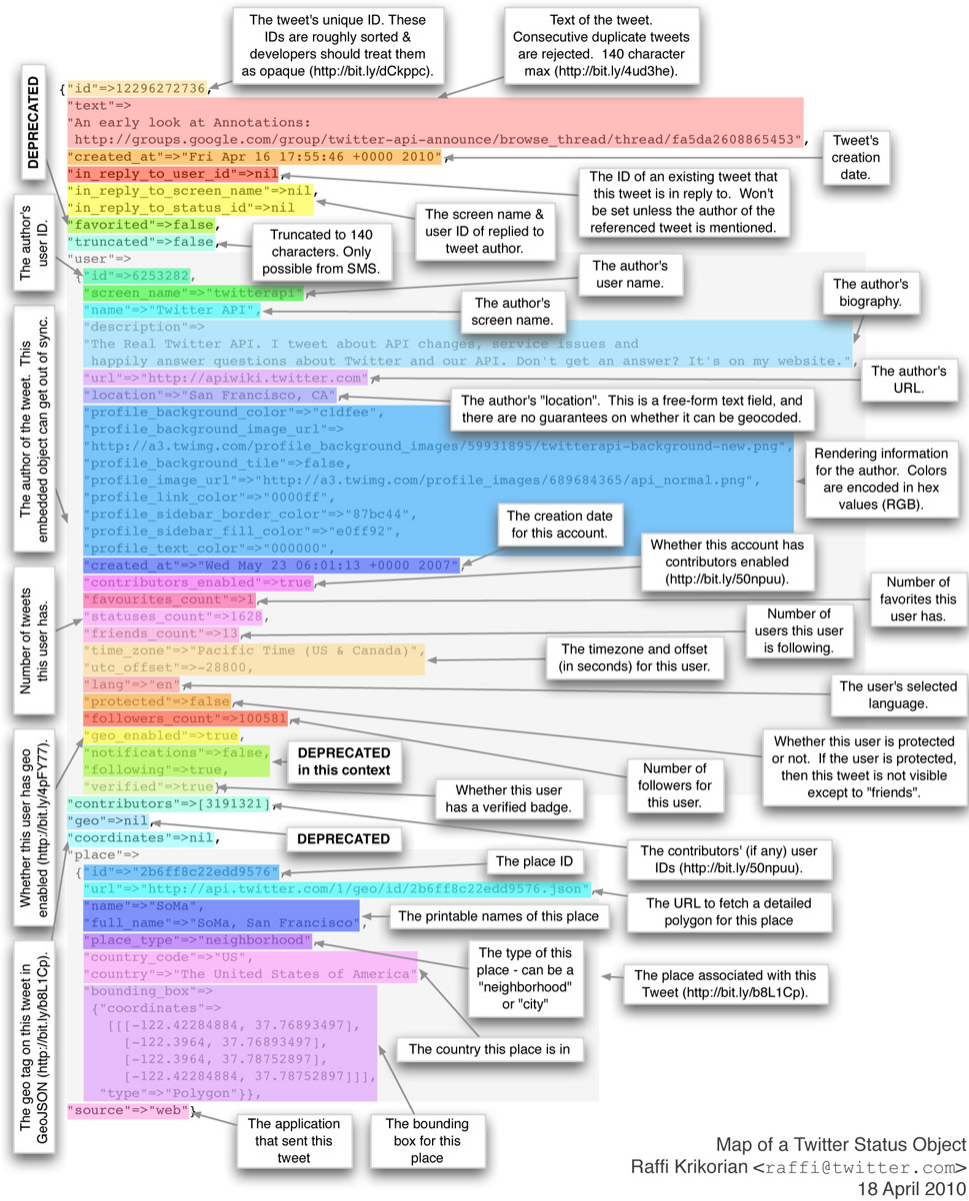 The tweet's unique ID. These
IDs are roughly sorted &
developers should treat them
as opaque (http://bit.ly/dCkppc).
Text of the tweet.
Consecutive duplicate tweets
are rejected. 140 character
max (http://bit.ly/4ud3he).
DEPRECATED
{"id"=>12296272736,
"text"=>
"An early look at Annotations:
http://groups.google.com/group/twitter-api-announce/browse_thread/thread/fa5da2608865453",
"created_at"=>"Fri Apr 16 17:55:46 +0000 2010",
Tweet's
creation
date.
"in_reply_to_user_id"=>nil,
"in_reply_to_screen_name"=>nil,
"in_reply_to_status_id"=>nil
The ID of an existing tweet that
this tweet is in reply to. Won't
be set unless the author of the
referenced tweet is mentioned.
The screen name &
user ID of replied to
tweet author.
"favorited"=>false,
"truncated"=>false,
Truncated to 140
characters. Only
possible from SMS.
The author's
user ID.
"user"=>
{"id"=>6253282,
"screen_name"=>"twitterapi",
The author's
user name.
"name"=>"Twitter API",
The author's
screen name.
The author's
biography.
"description"=>
"The Real Twitter API. I tweet about API changes, service issues and
happily answer questions about Twitter and our API. Don't get an answer? It's on my website.",
"url"=>"http://apiwiki.twitter.com",
The author's
URL.
"location"=>"San Francisco, CA",
The author's "location". This is a free-form text field, and
there are no guarantees on whether it can be geocoded.
The author of the tweet. This
embedded object can get out of sync.
"profile_background_color"=>"c1dfee",
"profile_background_image_url"=>
"http://a3.twimg.com/profile_background_images/59931895/twitterapi-background-new.png",
"profile_background_tile"=>false,
"profile_image_url"=>"http://a3.twimg.com/profile_images/689684365/api_normal.png",
"profile_link_color"=>"0000ff",
"profile_sidebar_border_color"=>"87bc44",
"profile_sidebar_fill_color"=>"e0ff92",
"profile_text_color"=>"000000",
Rendering information
for the author. Colors
are encoded in hex
values (RGB).
"created_at"=>"Wed May 23 06:01:13 +0000 2007",
The creation date
for this account.
"contributors_enabled"=>true,
Whether this account has
contributors enabled
(http://bit.ly/50npuu).
"favourites_count"=>1,
Number of
favorites this
user has.
"statuses_count"=>1628,
Number of tweets
this user has.
"friends_count"=>13,
Number of
users this user
is following.
"time_zone"=>"Pacific Time (US & Canada)",
"utc_offset"=>-28800,
The timezone and offset
(in seconds) for this user.
"lang"=>"en",
The user's selected
language.
"protected"=>false,
Whether this user is protected
or not. If the user is protected,
then this tweet is not visible
except to "friends".
"followers_count"=>100581,
Number of
followers for
this user.
"geo_enabled"=>true,
Whether this user has geo
enabled (http://bit.ly/4pFY77).
"notifications"=>false,
"following"=>true,
DEPRECATED
in this context
"verified"=>true},
Whether this user
has a verified badge.
"contributors"=>[3191321],
The contributors' (if any) user
IDs (http://bit.ly/50npuu).
"geo"=>nil,
DEPRECATED
"coordinates"=>nil,
The geo tag on this tweet in
GeoJSON (http://bit.ly/b8L1Cp).
"place"=>
{"id"=>"2b6ff8c22edd9576",
The place ID
"url"=>"http://api.twitter.com/1/geo/id/2b6ff8c22edd9576.json",
The URL to fetch a detailed
polygon for this place
"name"=>"SoMa",
"full_name"=>"SoMa, San Francisco",
The printable names of this place
"place_type"=>"neighborhood",
The type of this
place - can be a
"neighborhood"
or "city"
"country_code"=>"US",
"country"=>"The United States of America",
The country this place is in
The place associated with this
Tweet (http://bit.ly/b8L1Cp).
"bounding_box"=>
{"coordinates"=>
[[[-122.42284884, 37.76893497],
[-122.3964, 37.76893497],
[-122.3964, 37.78752897],
[-122.42284884, 37.78752897]]],
"type"=>"Polygon"}},
The bounding
box for this
place
"source"=>"web"}
The application
that sent this
tweet
Map of a Twitter Status Object
Raffi Krikorian <raffi@twitter.com>
18 April 2010